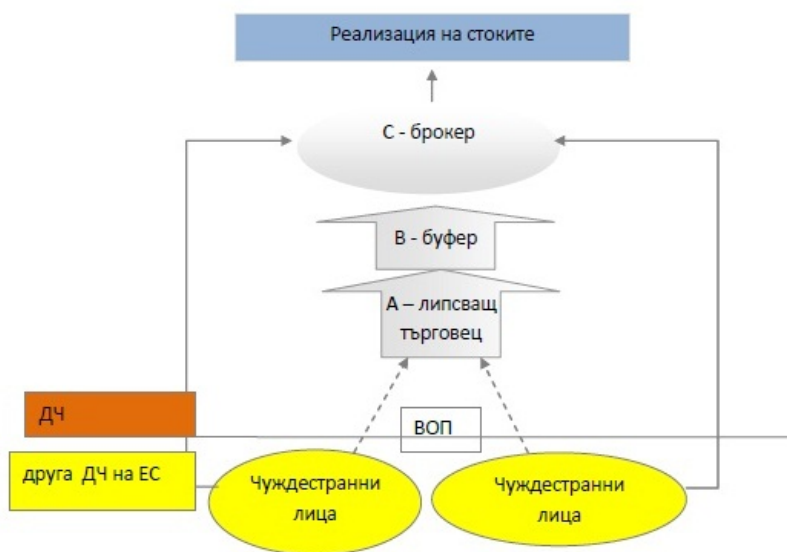 Реализация на стоките
С - брокер
В - буфер
А – липсващ
търговец
ДЧ
ВОП
друга ДЧ на ЕС
Чуждестранни
лица
Чуждестранни
лица